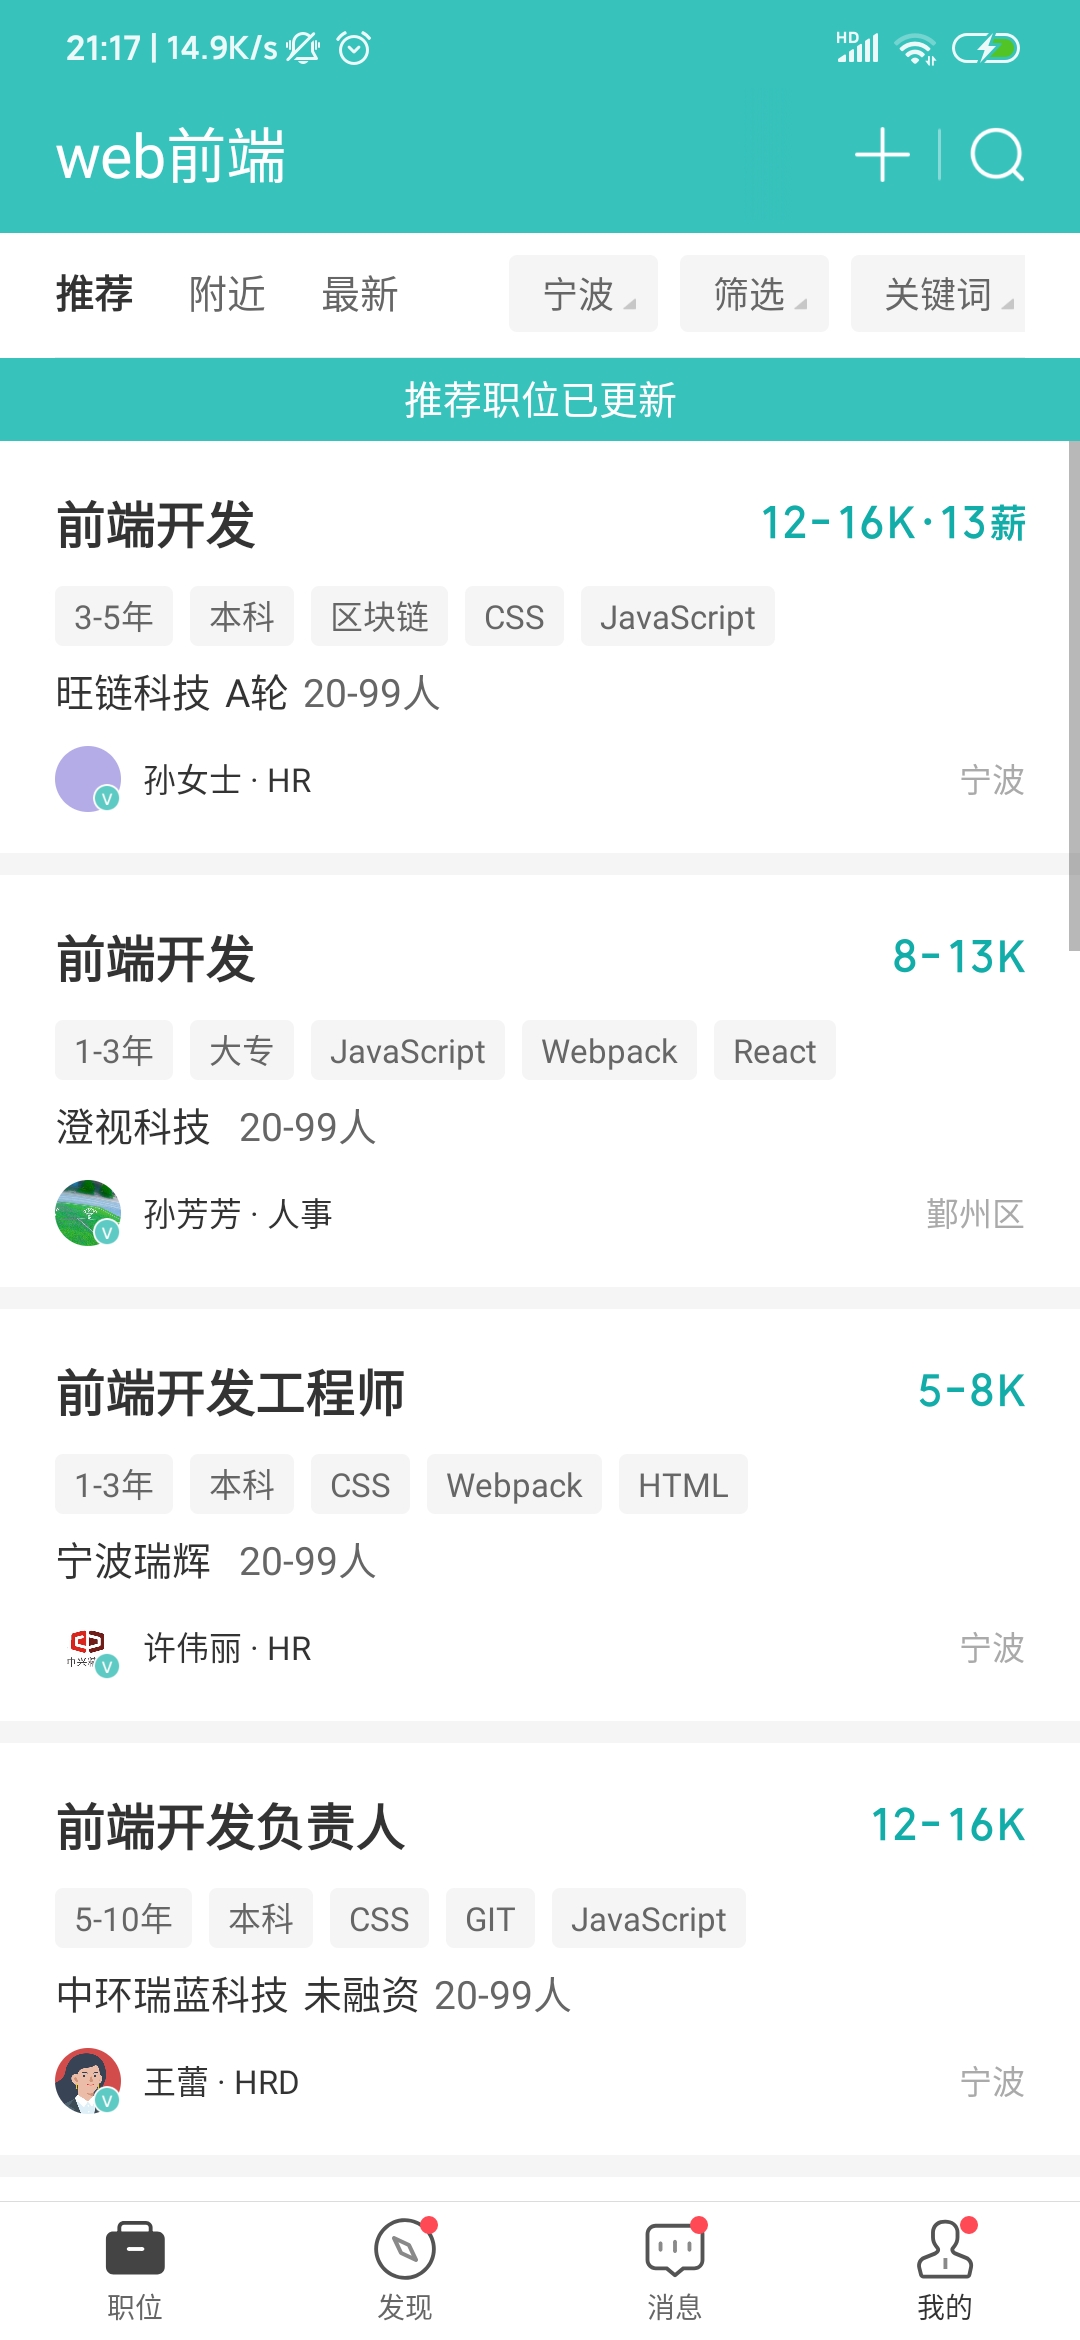 21:17 | 14.9K/s HD
web前端
推荐 附近 最新 宁波 筛选 关键词
推荐职位已更新
前端开发 12-16K·13薪
3-5年 本科 区块链 CSS JavaScript
旺链科技 A轮 20-99人
孙女士 · HR 宁波
前端开发 8-13K
1-3年 大专 JavaScript Webpack React
澄视科技 20-99人
孙芳芳 · 人事 鄞州区
前端开发工程师 5-8K
1-3年 本科 CSS Webpack HTML
宁波瑞辉 20-99人
许伟丽 · HR 宁波
前端开发负责人 12-16K
5-10年 本科 CSS GIT JavaScript
中环瑞蓝科技 未融资 20-99人
王蕾 · HRD 宁波
职位 发现 消息 我的